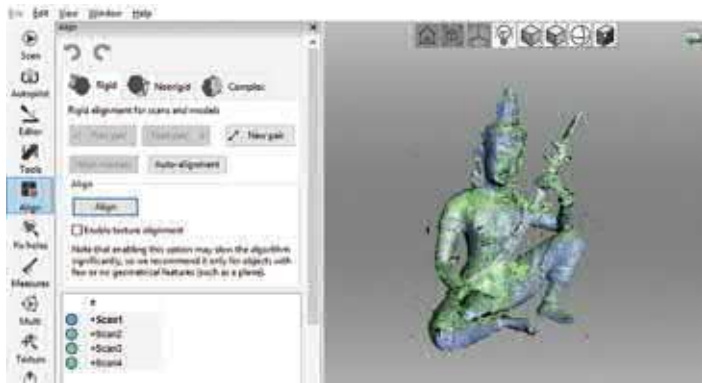 File Edit View Window Help
Align
Scan
Autopilot
Editor
Tools
Align
Fix holes
Measures
Multi
Texture
Rigid Nonrigid Complex
Rigid alignment for scans and models
New pair
Auto-alignment
Align
Align
Enable texture alignment
Note that enabling this option may slow the algorithm
significantly, so we recommend it only for objects with
few or no geometrical features (such as a plane).
#
+Scan1
+Scan2
+Scan3
+Scan4